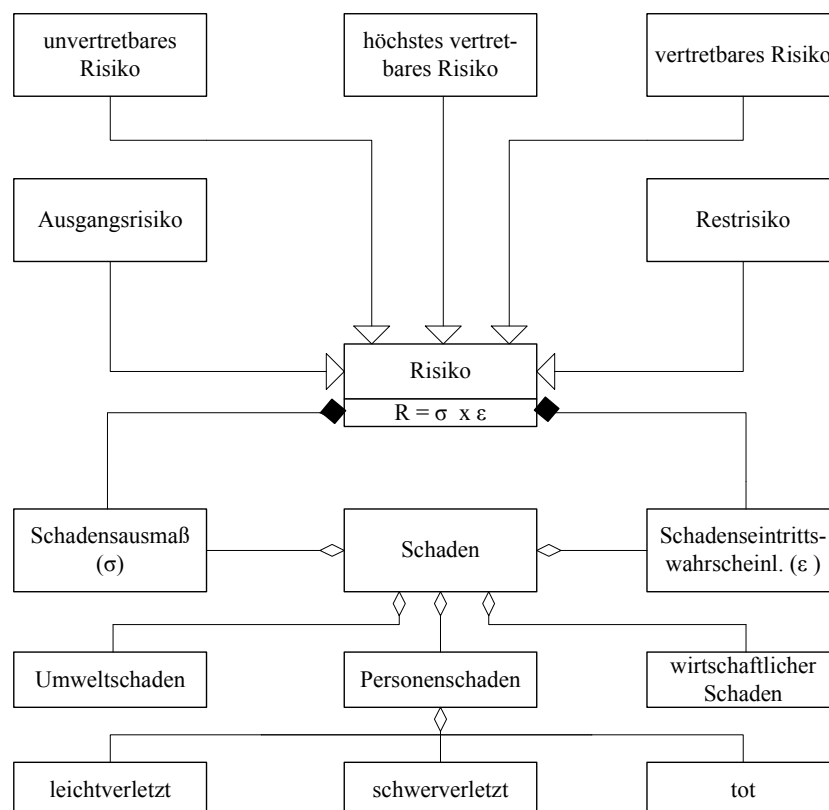 unvertretbares
Risiko
höchstes vertret-
bares Risiko
vertretbares Risiko
Ausgangsrisiko
Restrisiko
Risiko
R = σ x ε
Schadensausmaß
(σ)
Schaden
Schadenseintritts-
wahrscheinl. (ε )
Umweltschaden
Personenschaden
wirtschaftlicher
Schaden
leichtverletzt
schwerverletzt
tot